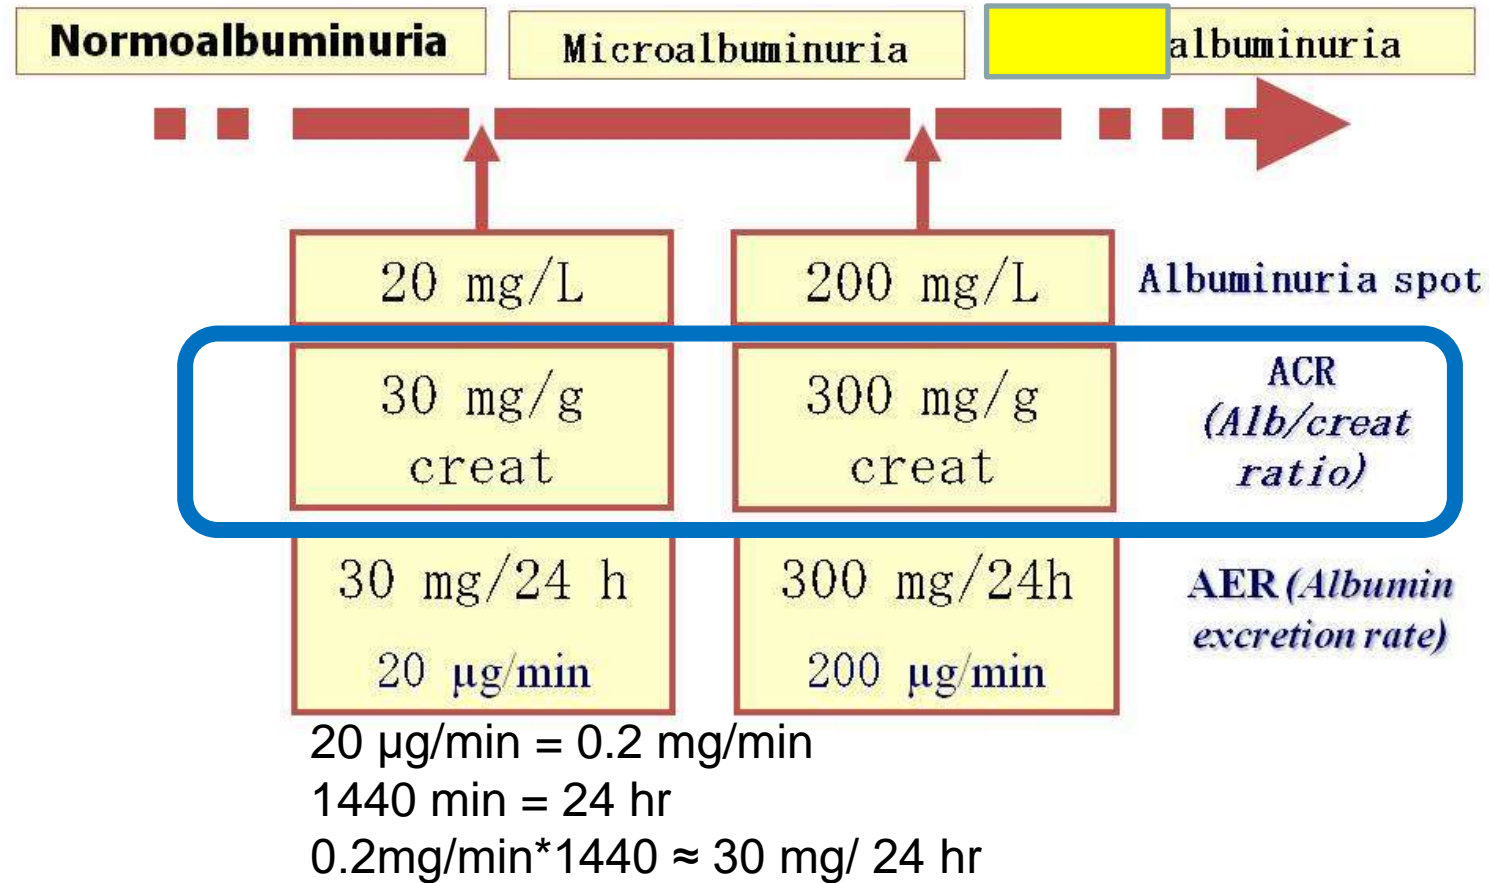 Normoalbuminuria
Microalbuminuria
albuminuria
20 mg/L
200 mg/L
Albuminuria spot
30 mg/g
creat
300 mg/g
creat
ACR
(Alb/creat
ratio)
30 mg/24 h
20 μg/min
300 mg/24h
200 μg/min
AER (Albumin
excretion rate)
20 μg/min = 0.2 mg/min
1440 min = 24 hr
0.2mg/min*1440 ≈ 30 mg/ 24 hr